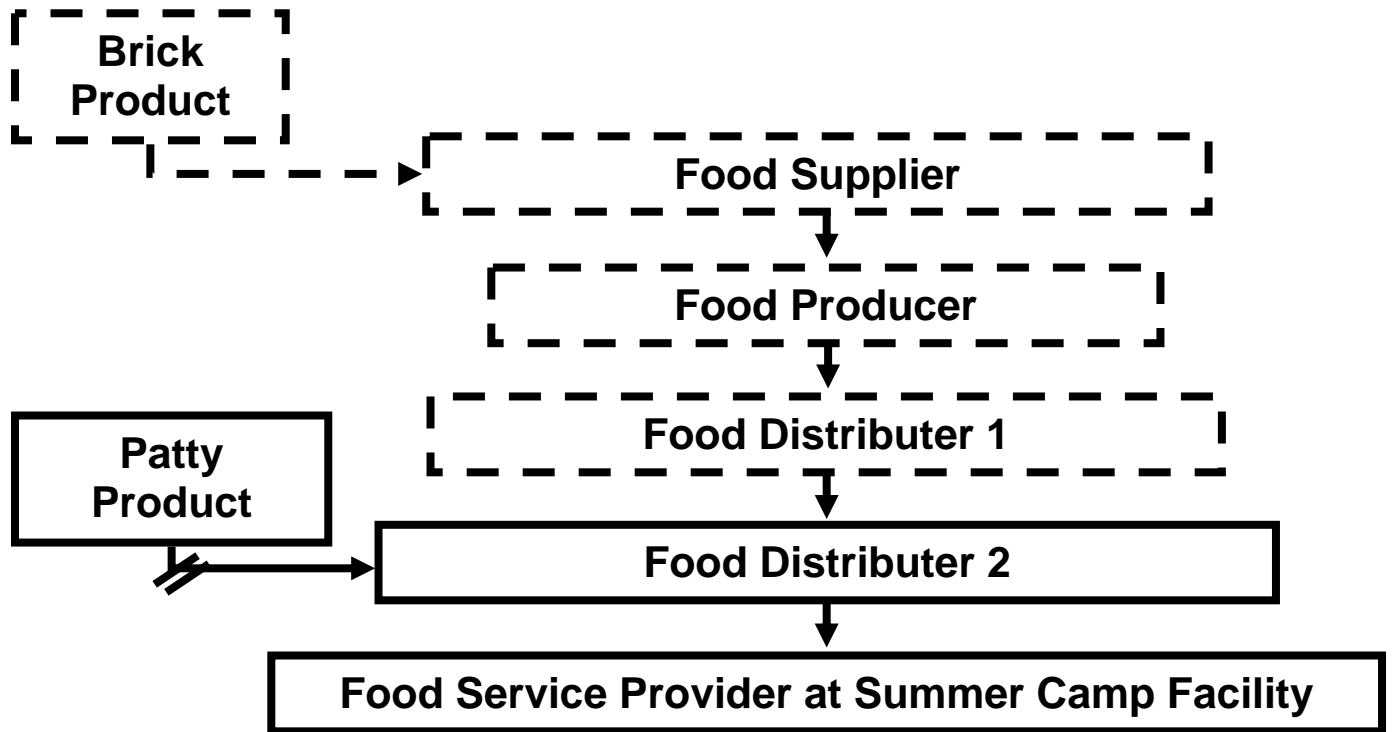 Brick
Product
Food Supplier
Food Producer
Food Distributer 1
Patty
Product
Food Distributer 2
Food Service Provider at Summer Camp Facility